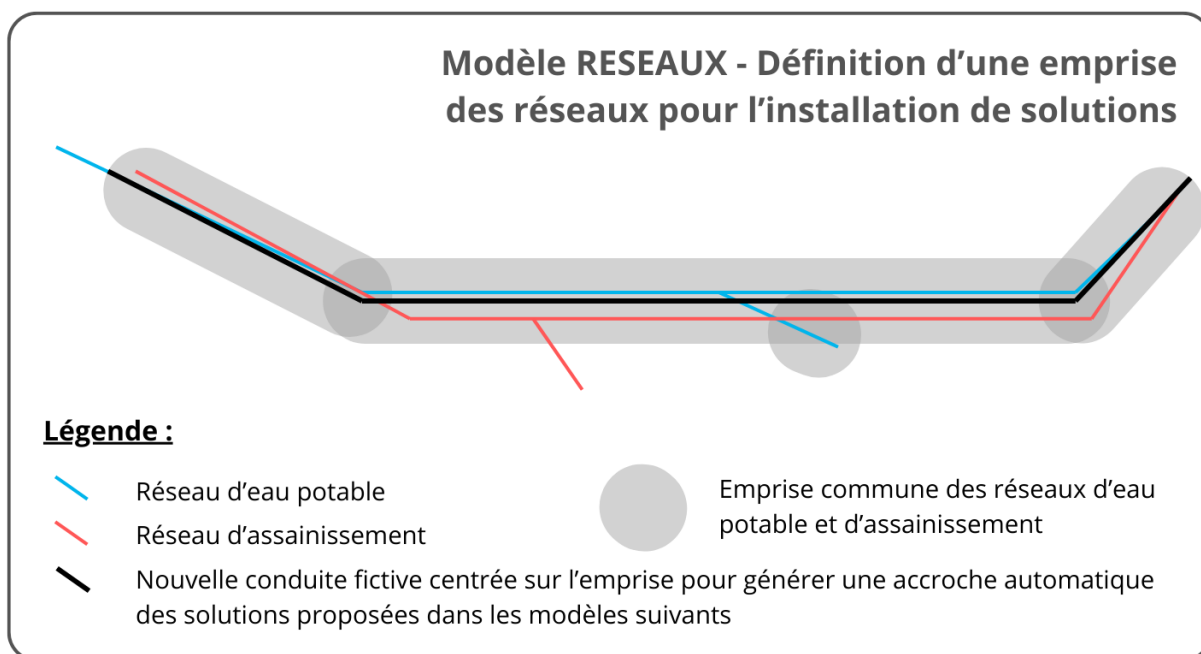 Modèle RESEAUX - Définition d’une emprise
des réseaux pour l’installation de solutions
Légende :
Réseau d’eau potable
Réseau d’assainissement
Emprise commune des réseaux d’eau
potable et d’assainissement
Nouvelle conduite fictive centrée sur l’emprise pour générer une accroche automatique
des solutions proposées dans les modèles suivants